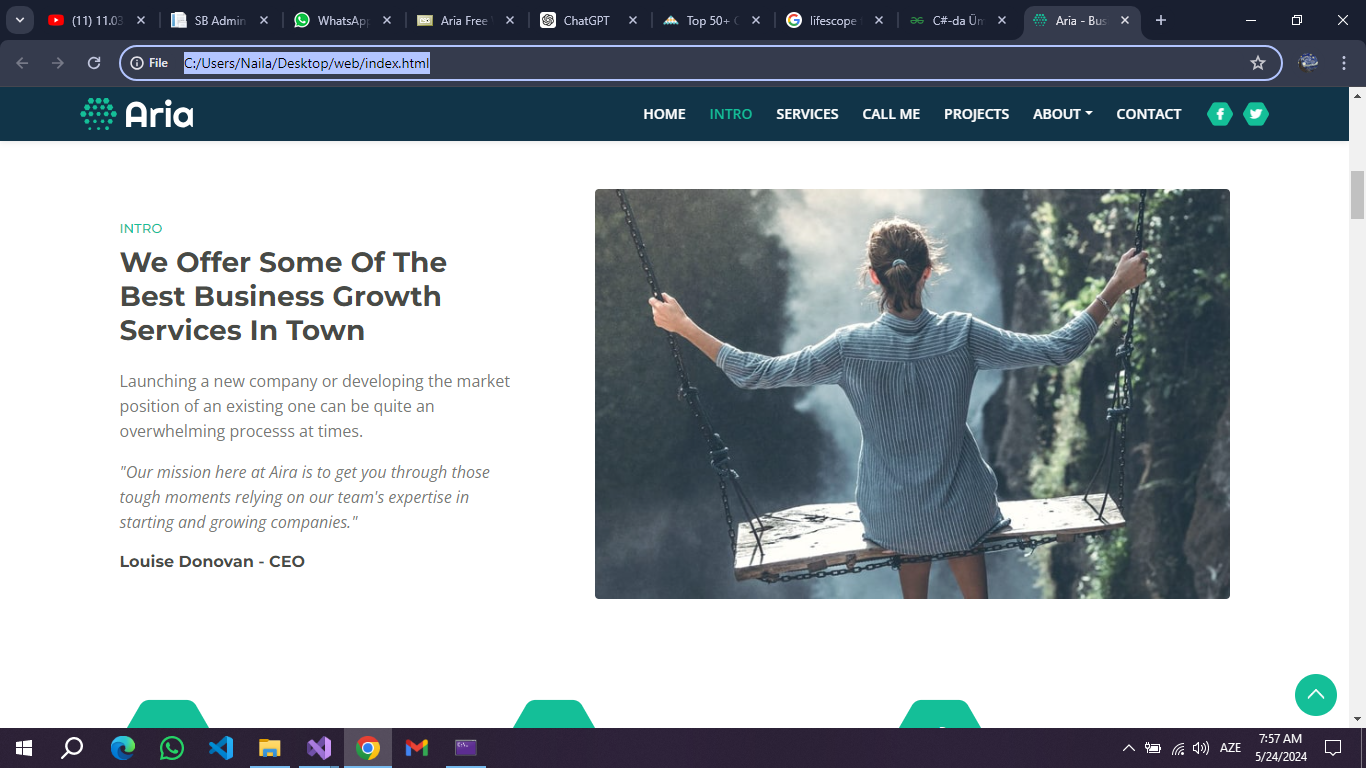 (11) 11.03
SB Admin
WhatsApp
Aria Free
ChatGPT
Top 50+
lifescope
C#-da Üm
Aria - Bus
File
C:/Users/Naila/Desktop/web/index.html
Aria
HOME
INTRO
SERVICES
CALL ME
PROJECTS
ABOUT
CONTACT
INTRO
We Offer Some Of The
Best Business Growth
Services In Town
Launching a new company or developing the market
position of an existing one can be quite an
overwhelming processs at times.
"Our mission here at Aira is to get you through those
tough moments relying on our team's expertise in
starting and growing companies."
Louise Donovan - CEO
AZE
7:57 AM
5/24/2024